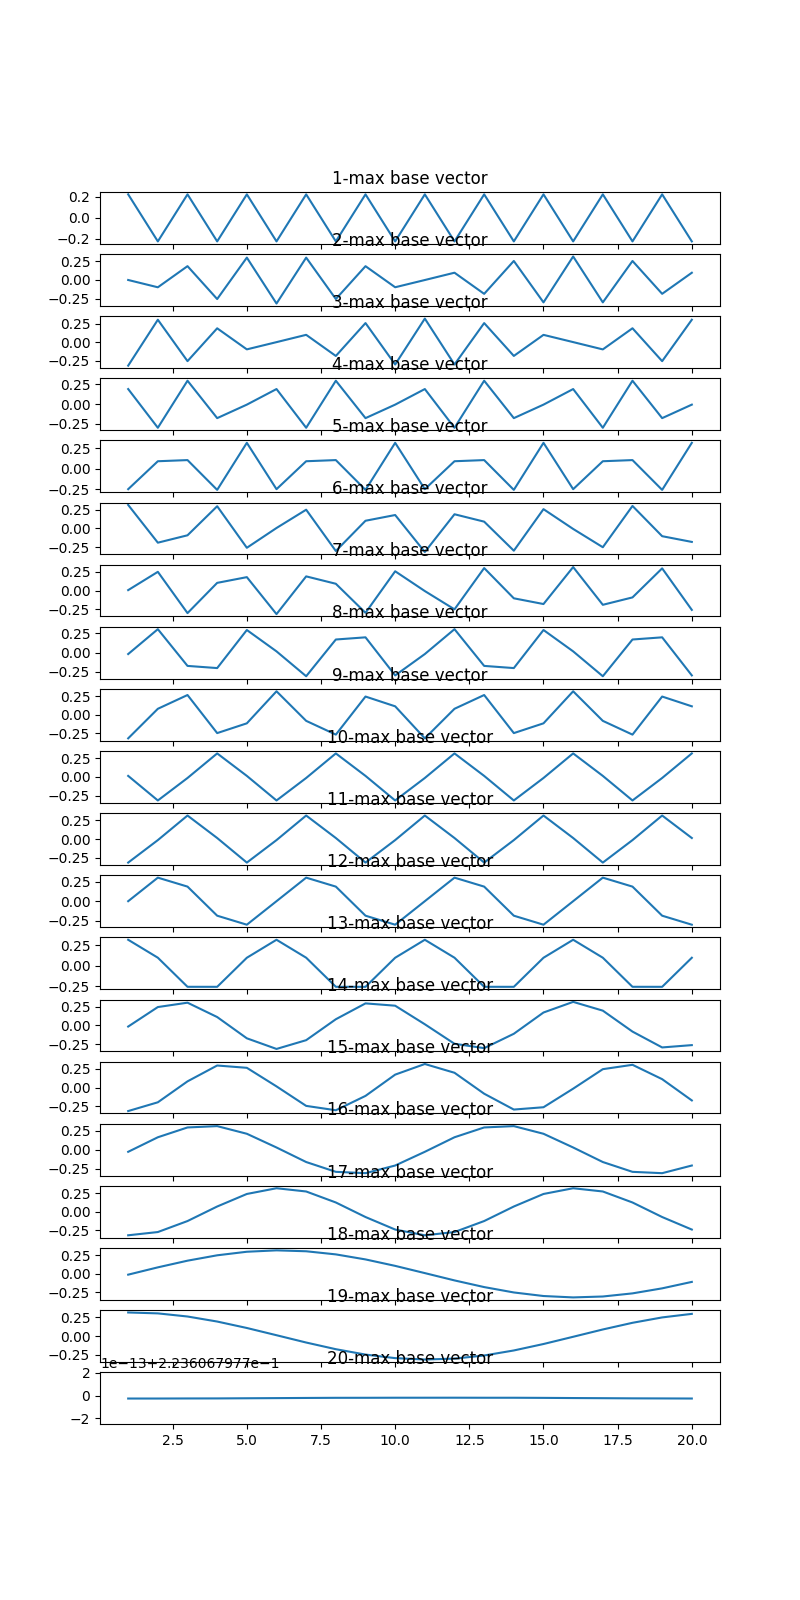 1-max base vector
0.2
0.0
−0.2
2-max base vector
0.25
0.00
−0.25
3-max base vector
0.25
0.00
−0.25
4-max base vector
0.25
0.00
−0.25
5-max base vector
0.25
0.00
−0.25
6-max base vector
0.25
0.00
−0.25
7-max base vector
0.25
0.00
−0.25
8-max base vector
0.25
0.00
−0.25
9-max base vector
0.25
0.00
−0.25
10-max base vector
0.25
0.00
−0.25
11-max base vector
0.25
0.00
−0.25
12-max base vector
0.25
0.00
−0.25
13-max base vector
0.25
0.00
−0.25
14-max base vector
0.25
0.00
−0.25
15-max base vector
0.25
0.00
−0.25
16-max base vector
0.25
0.00
−0.25
17-max base vector
0.25
0.00
−0.25
18-max base vector
0.25
0.00
−0.25
19-max base vector
0.25
0.00
−0.25
20-max base vector
1e−13+2.236067977e−1
2
0
−2
2.5 5.0 7.5 10.0 12.5 15.0 17.5 20.0